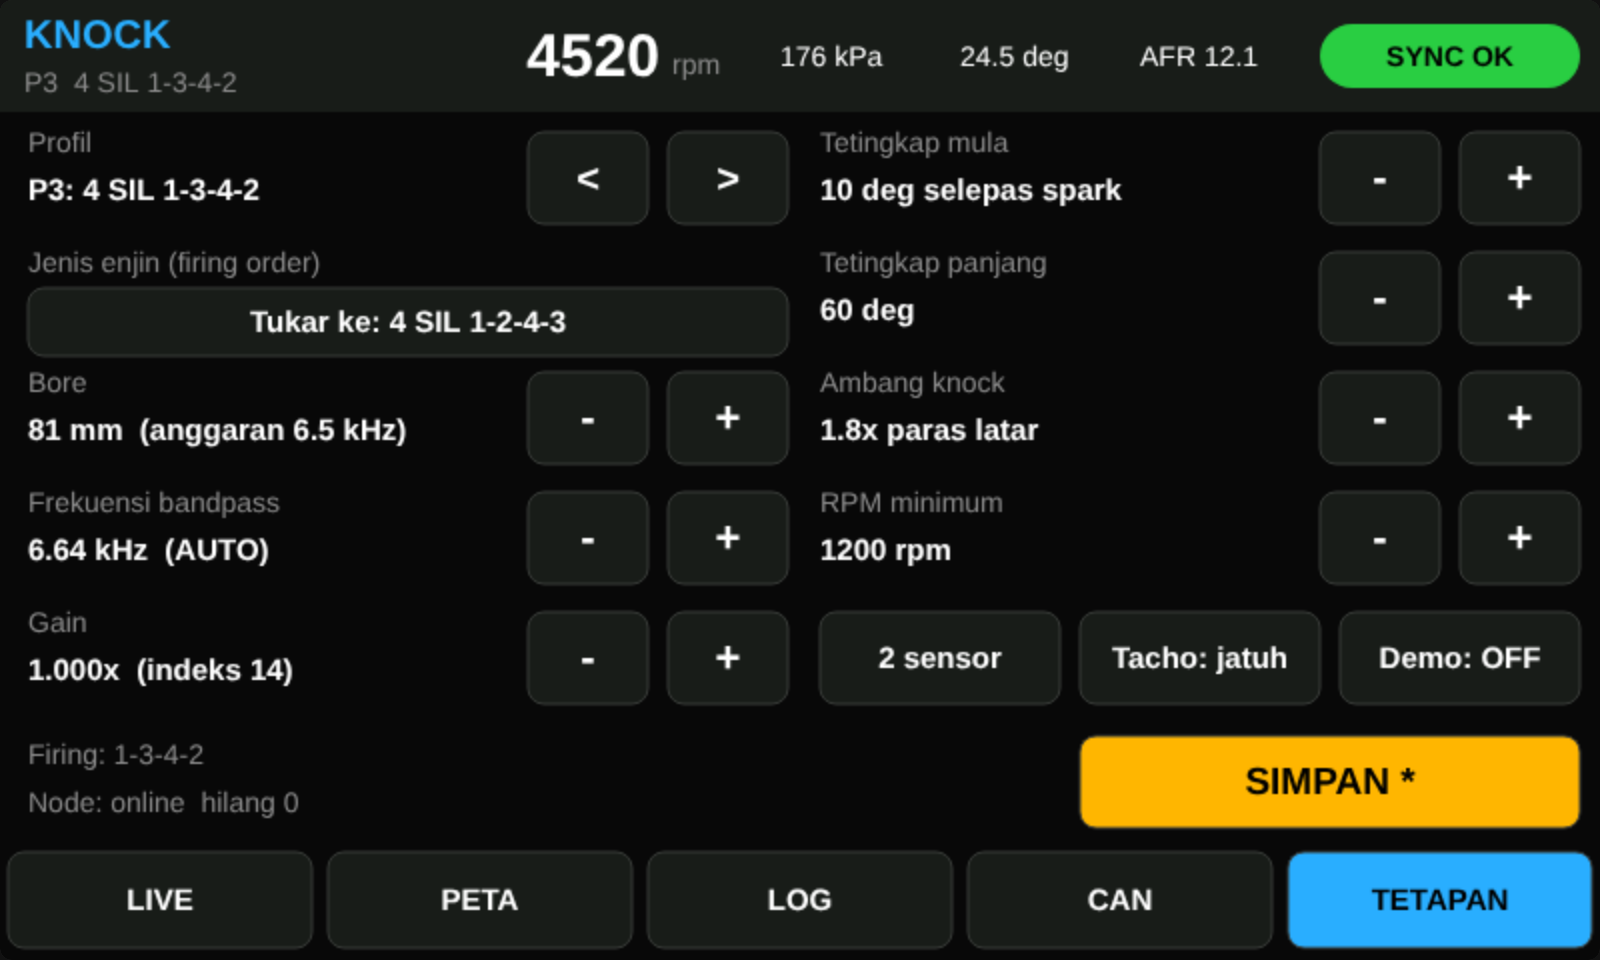 KNOCK
P3  4 SIL 1-3-4-2
4520 rpm
176 kPa
24.5 deg
AFR 12.1
SYNC OK
Profil
P3: 4 SIL 1-3-4-2
<
>
Jenis enjin (firing order)
Tukar ke: 4 SIL 1-2-4-3
Bore
81 mm  (anggaran 6.5 kHz)
-
+
Frekuensi bandpass
6.64 kHz  (AUTO)
-
+
Gain
1.000x  (indeks 14)
-
+
Tetingkap mula
10 deg selepas spark
-
+
Tetingkap panjang
60 deg
-
+
Ambang knock
1.8x paras latar
-
+
RPM minimum
1200 rpm
-
+
2 sensor
Tacho: jatuh
Demo: OFF
Firing: 1-3-4-2
Node: online  hilang 0
SIMPAN *
LIVE
PETA
LOG
CAN
TETAPAN